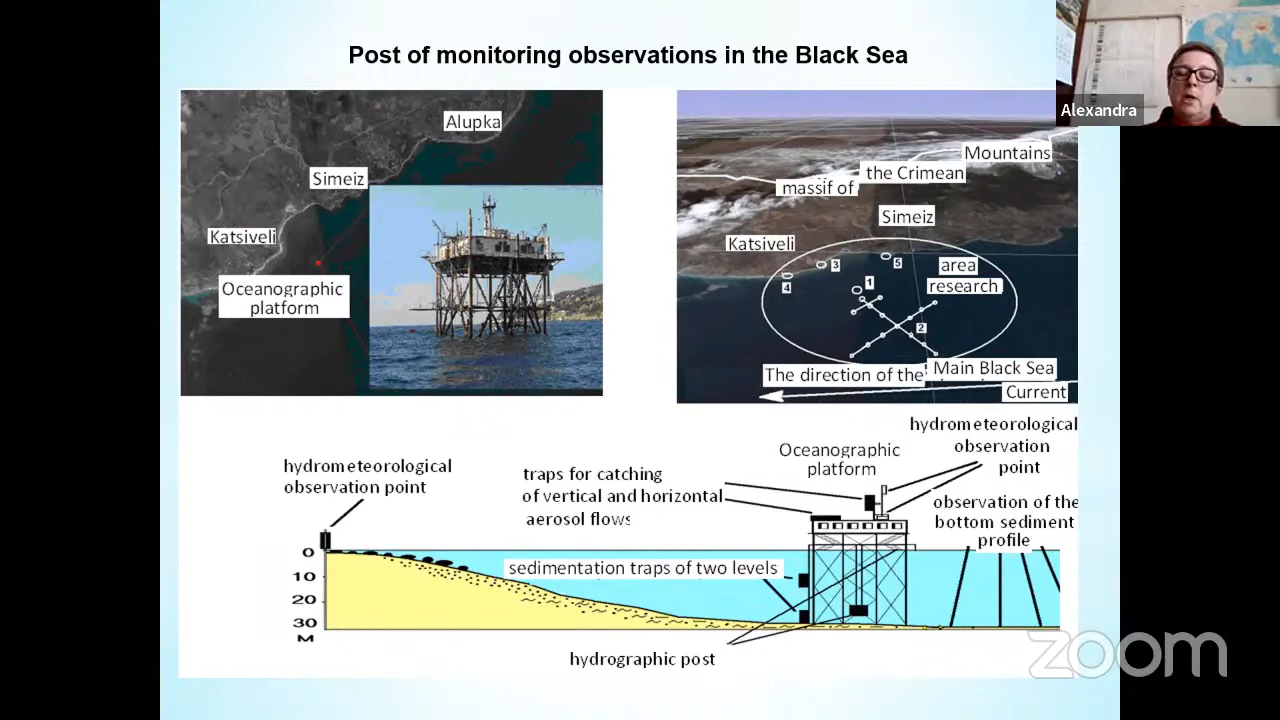 Post of monitoring observations in the Black Sea
Alexandra
Alupka
Simeiz
Katsiveli
Oceanographic
platform
Mountains
the Crimean
massif of
Simeiz
Katsiveli
3
5
area
4
1
research
2
The direction of the
Main Black Sea
Current
hydrometeorological
observation
point
Oceanographic
platform
hydrometeorological
observation point
traps for catching
of vertical and horizontal
aerosol flows
observation of the
bottom sediment
profile
0
sedimentation traps of two levels
10
20
30
M
hydrographic post
zoom